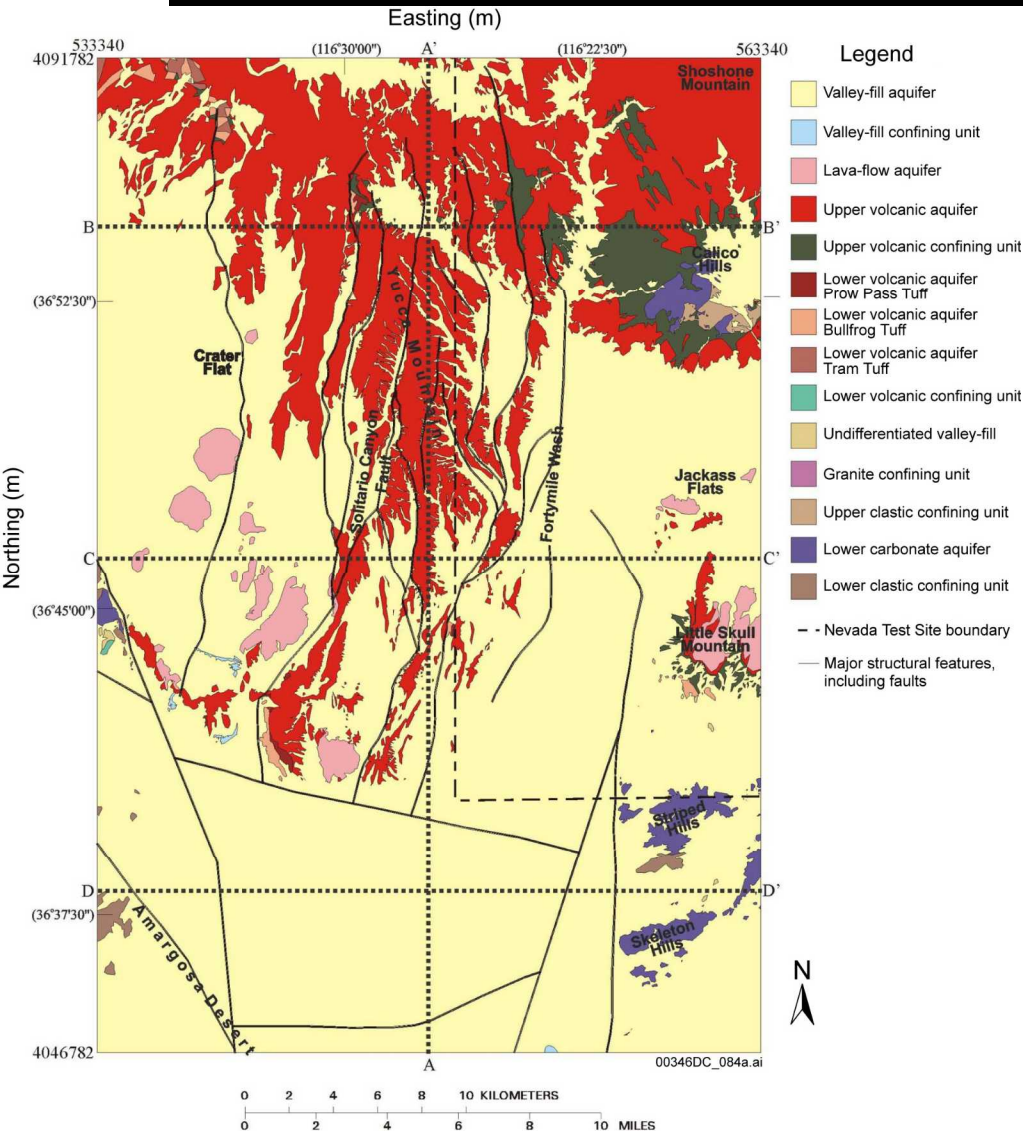 Easting (m)
533340
(116°30'00")
A'
(116°22'30")
563340
4091782
Shoshone
Mountain
B
B'
Calico
Hills
(36°52'30")
Yucca Mountain
Crater
Flat
Solitario Canyon
Fault
Fortymile Wash
Jackass
Flats
Northing (m)
C
C'
(36°45'00")
Little Skull
Mountain
Striped
Hills
D
D'
(36°37'30")
Skeleton
Hills
Amargosa Desert
4046782
A
00346DC_084a.ai
N
0 2 4 6 8 10 KILOMETERS
0 2 4 6 8 10 MILES
Legend
Valley-fill aquifer
Valley-fill confining unit
Lava-flow aquifer
Upper volcanic aquifer
Upper volcanic confining unit
Lower volcanic aquifer
Prow Pass Tuff
Lower volcanic aquifer
Bullfrog Tuff
Lower volcanic aquifer
Tram Tuff
Lower volcanic confining unit
Undifferentiated valley-fill
Granite confining unit
Upper clastic confining unit
Lower carbonate aquifer
Lower clastic confining unit
Nevada Test Site boundary
Major structural features,
including faults